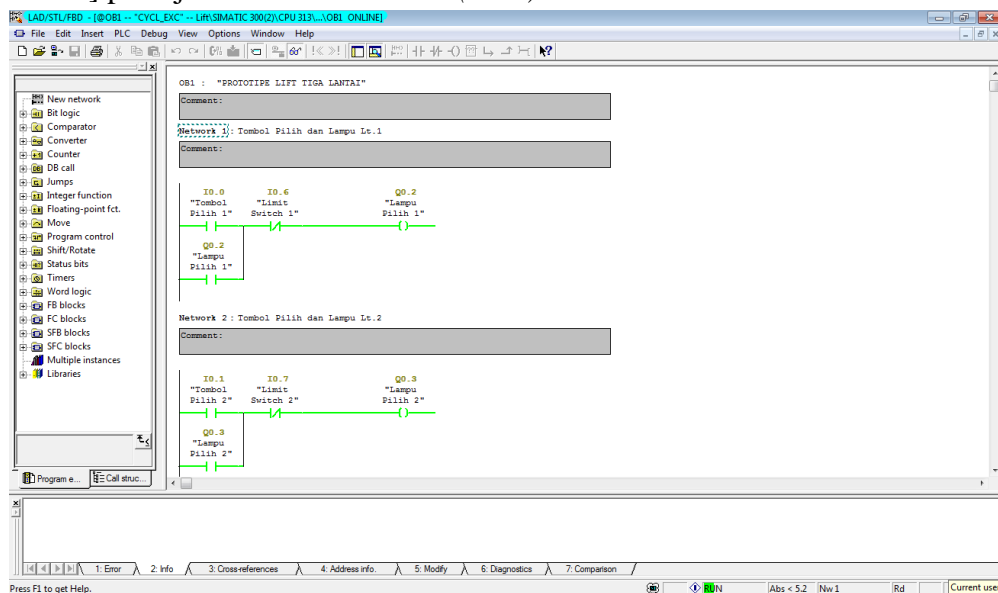 LAD/STL/FBD - [@OB1 -- "CYCL_EXC" -- Lift\SIMATIC 300(2)\CPU 313\...\OB1 ONLINE]
File Edit Insert PLC Debug View Options Window Help
New network
Bit logic
Comparator
Converter
Counter
DB call
Jumps
Integer function
Floating-point fct.
Move
Program control
Shift/Rotate
Status bits
Timers
Word logic
FB blocks
FC blocks
SFB blocks
SFC blocks
Multiple instances
Libraries
Program e... Call struc...
OB1 : "PROTOTIPE LIFT TIGA LANTAI"
Comment:
Network 1 : Tombol Pilih dan Lampu Lt.1
Comment:
I0.0 I0.6 Q0.2
"Tombol "Limit "Lampu
Pilih 1" Switch 1" Pilih 1"
Q0.2
"Lampu
Pilih 1"
Network 2 : Tombol Pilih dan Lampu Lt.2
Comment:
I0.1 I0.7 Q0.3
"Tombol "Limit "Lampu
Pilih 2" Switch 2" Pilih 2"
Q0.3
"Lampu
Pilih 2"
1: Error 2: Info 3: Cross-references 4: Address info. 5: Modify 6: Diagnostics 7: Comparison
Press F1 to get Help. RUN Abs < 5.2 Nw 1 Rd Current use